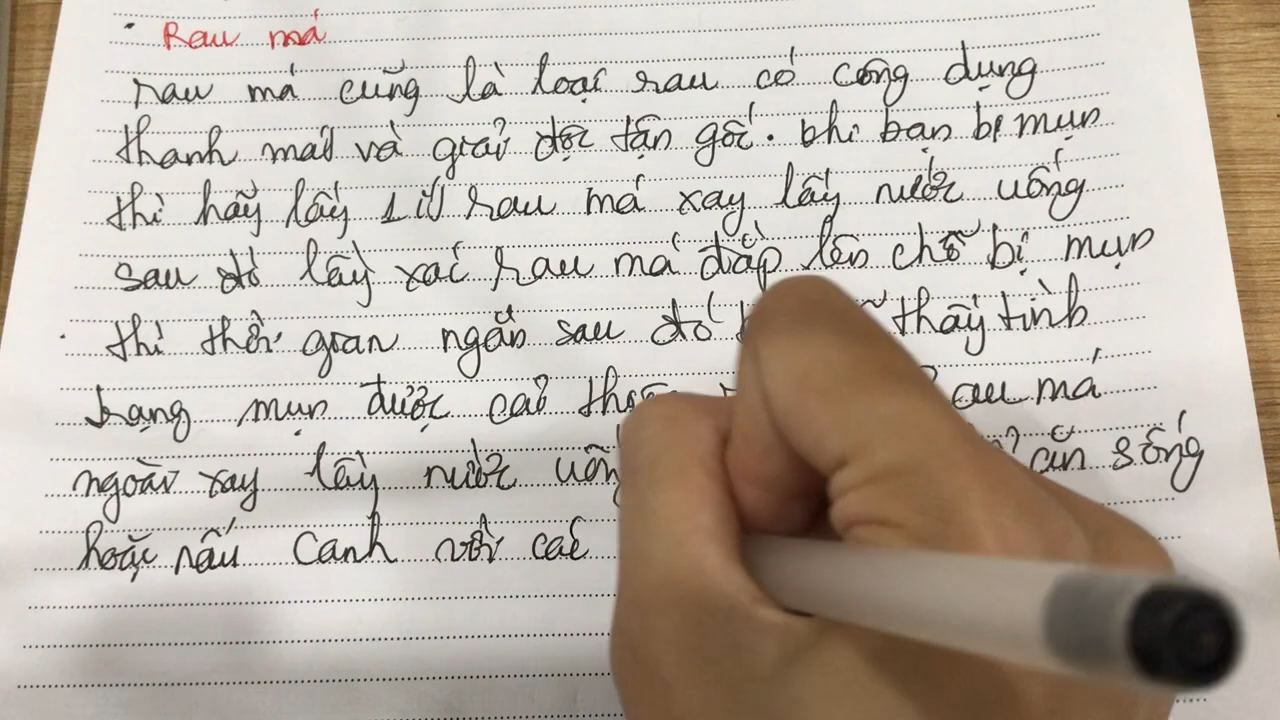 Rau má
rau má cũng là loại rau có công dụng
thanh mát và giải độc tận gốc. khi bạn bị mụn
thì hãy lấy 1 ít rau má xay lấy nước uống
sau đó lấy xác rau má đắp lên chỗ bị mụn
thì thời gian ngắn sau đó thấy tình
trạng mụn được cải má
ngoài xay lấy nước ăn sống
hoặc nấu canh với các